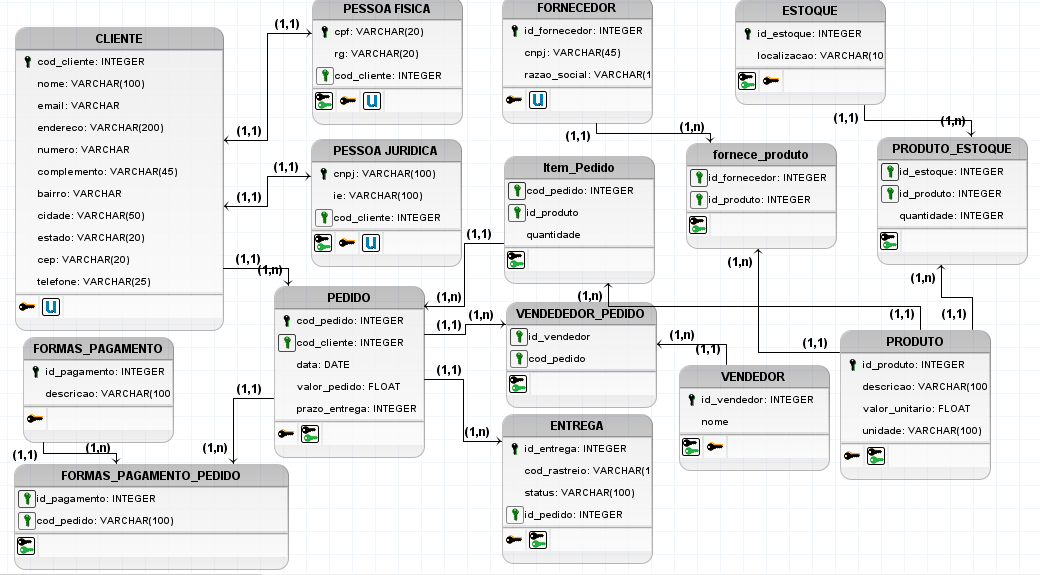 CLIENTE
cod_cliente: INTEGER
nome: VARCHAR(100)
email: VARCHAR
endereco: VARCHAR(200)
numero: VARCHAR
complemento: VARCHAR(45)
bairro: VARCHAR
cidade: VARCHAR(50)
estado: VARCHAR(20)
cep: VARCHAR(20)
telefone: VARCHAR(25)
(1,1)
(1,1)
(1,1)
(1,1)
PESSOA FISICA
cpf: VARCHAR(20)
rg: VARCHAR(20)
cod_cliente: INTEGER
PESSOA JURIDICA
cnpj: VARCHAR(100)
ie: VARCHAR(100)
cod_cliente: INTEGER
FORNECEDOR
id_fornecedor: INTEGER
cnpj: VARCHAR(45)
razao_social: VARCHAR(1
(1,1)
(1,n)
ESTOQUE
id_estoque: INTEGER
localizacao: VARCHAR(10
(1,1)
(1,n)
fornece_produto
id_fornecedor: INTEGER
id_produto: INTEGER
(1,n)
PRODUTO_ESTOQUE
id_estoque: INTEGER
id_produto: INTEGER
quantidade: INTEGER
(1,n)
Item_Pedido
cod_pedido: INTEGER
id_produto
quantidade
(1,1)
(1,n)
(1,n)
(1,1)
(1,n)
PEDIDO
cod_pedido: INTEGER
cod_cliente: INTEGER
data: DATE
valor_pedido: FLOAT
prazo_entrega: INTEGER
(1,1)
(1,n)
(1,1)
(1,n)
(1,1)
(1,n)
VENDEDEDOR_PEDIDO
id_vendedor
cod_pedido
(1,n)
(1,1)
VENDEDOR
id_vendedor: INTEGER
nome
(1,1)
(1,1)
(1,1)
PRODUTO
id_produto: INTEGER
descricao: VARCHAR(100
valor_unitario: FLOAT
unidade: VARCHAR(100)
ENTREGA
id_entrega: INTEGER
cod_rastreio: VARCHAR(1
status: VARCHAR(100)
id_pedido: INTEGER
FORMAS_PAGAMENTO
id_pagamento: INTEGER
descricao: VARCHAR(100
(1,1)
(1,n)
FORMAS_PAGAMENTO_PEDIDO
id_pagamento: INTEGER
cod_pedido: VARCHAR(100)